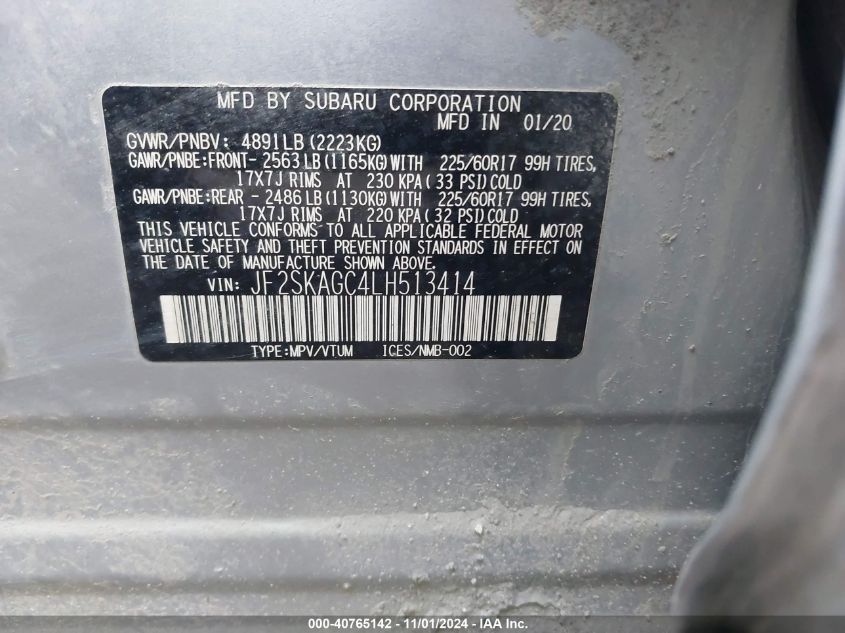 MFD BY SUBARU CORPORATION
MFD IN 01/20
GVWR/PNBV: 4891LB (2223KG)
GAWR/PNBE:FRONT- 2563 LB (1165KG) WITH 225/60R17 99H TIRES,
17X7J RIMS AT 230 KPA ( 33 PSI) COLD
GAWR/PNBE:REAR - 2486 LB (1130KG) WITH 225/60R17 99H TIRES,
17X7J RIMS AT 220 KPA ( 32 PSI) COLD
THIS VEHICLE CONFORMS TO ALL APPLICABLE FEDERAL MOTOR
VEHICLE SAFETY AND THEFT PREVENTION STANDARDS IN EFFECT ON
THE DATE OF MANUFACTURE SHOWN ABOVE.
VIN: JF2SKAGC4LH513414
TYPE:MPV/VTUM ICES/NMB-002
000-40765142 - 11/01/2024 - IAA Inc.